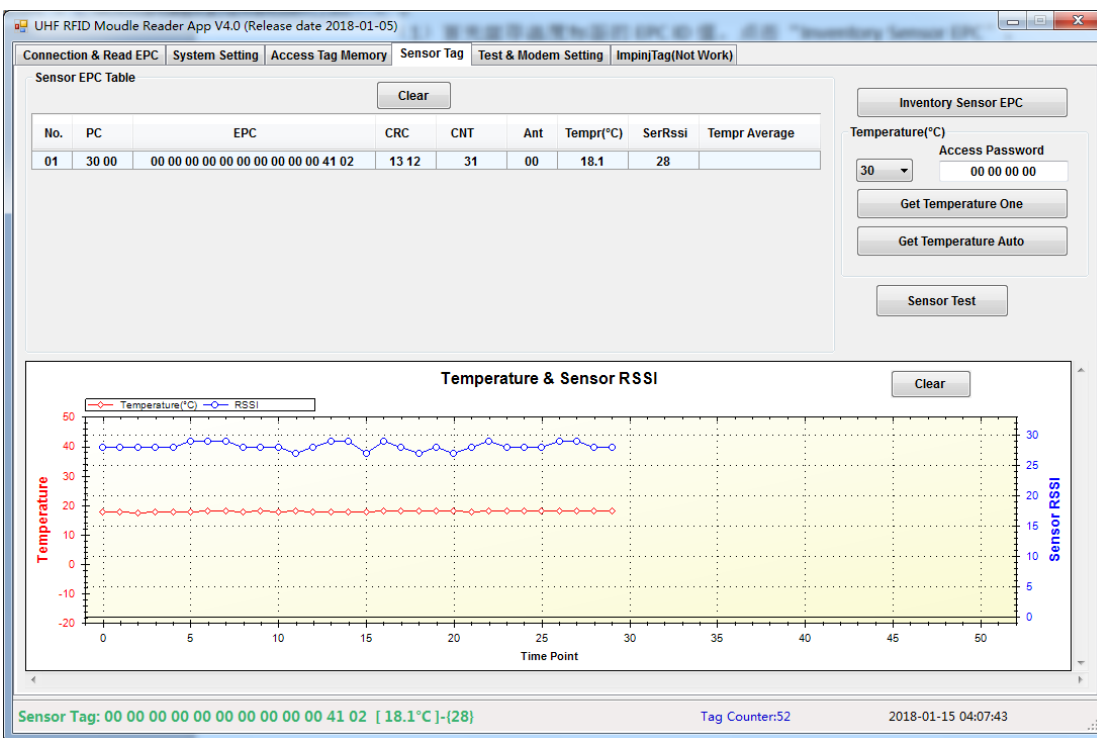 UHF RFID Moudle Reader App V4.0 (Release date 2018-01-05)
Connection & Read EPC System Setting Access Tag Memory Sensor Tag Test & Modem Setting ImpinjTag(Not Work)
Sensor EPC Table
Clear
No. PC EPC CRC CNT Ant Tempr(°C) SerRssi Tempr Average
01 30 00 00 00 00 00 00 00 00 00 00 00 41 02 13 12 31 00 18.1 28
Inventory Sensor EPC
Temperature(°C)
Access Password
30 00 00 00 00
Get Temperature One
Get Temperature Auto
Sensor Test
Temperature & Sensor RSSI
Clear
Temperature(°C) RSSI
50
40
30
20
10
0
-10
-20
Temperature
30
25
20
15
10
5
0
Sensor RSSI
0 5 10 15 20 25 30 35 40 45 50
Time Point
Sensor Tag: 00 00 00 00 00 00 00 00 00 00 41 02 [ 18.1°C ]-{28} Tag Counter:52 2018-01-15 04:07:43